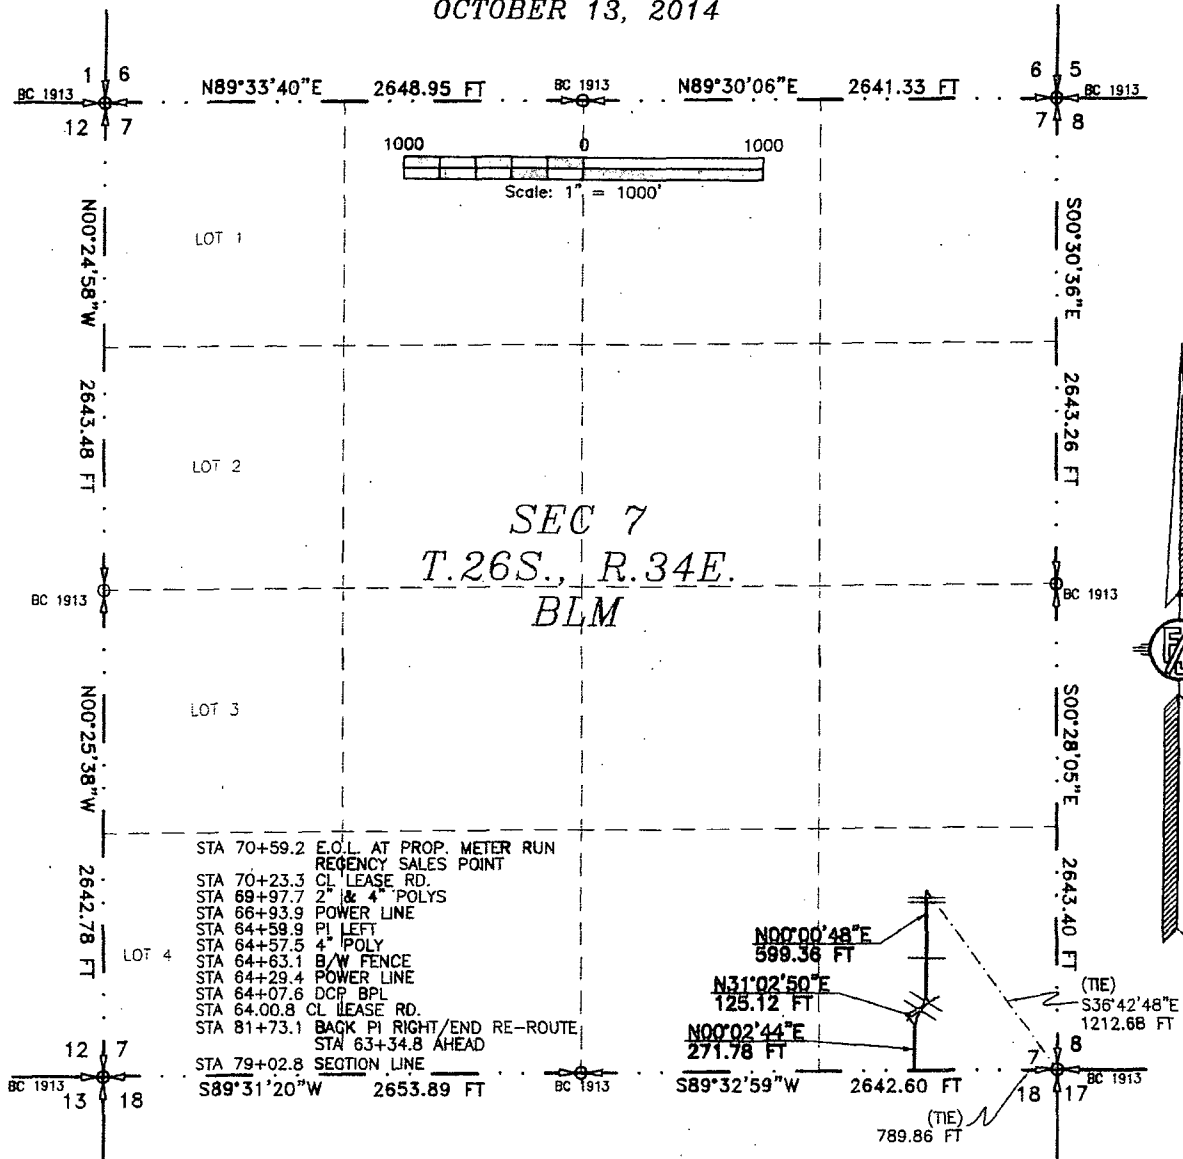 OCTOBER 13, 2014
1 6
12 7
BC 1913
N89°33'40"E 2648.95 FT
BC 1913
N89°30'06"E 2641.33 FT
6 5
7 8
BC 1913
1000 0 1000
Scale: 1" = 1000'
LOT 1
N00°24'58"W 2643.48 FT
S00°30'36"E 2643.26 FT
LOT 2
SEC 7
T.26S., R.34E.
BLM
BC 1913
BC 1913
LOT 3
N00°25'38"W 2642.78 FT
S00°28'05"E 2643.40 FT
LOT 4
STA 70+59.2 E.O.L. AT PROP. METER RUN
REGENCY SALES POINT
STA 70+23.3 CL LEASE RD.
STA 69+97.7 2" & 4" POLYS
STA 66+93.9 POWER LINE
STA 64+59.9 PI LEFT
STA 64+57.5 4" POLY
STA 64+63.1 B/W FENCE
STA 64+29.4 POWER LINE
STA 64+07.6 DCP BPL
STA 64.00.8 CL LEASE RD.
STA 81+73.1 BACK PI RIGHT/END RE-ROUTE
STA 63+34.8 AHEAD
STA 79+02.8 SECTION LINE
N00°00'48"E
599.36 FT
N31°02'50"E
125.12 FT
N00°02'44"E
271.78 FT
(TIE)
S36°42'48"E
1212.68 FT
12 7
13 18
BC 1913
S89°31'20"W 2653.89 FT
BC 1913
S89°32'59"W 2642.60 FT
7 8
18 17
BC 1913
(TIE)
789.86 FT